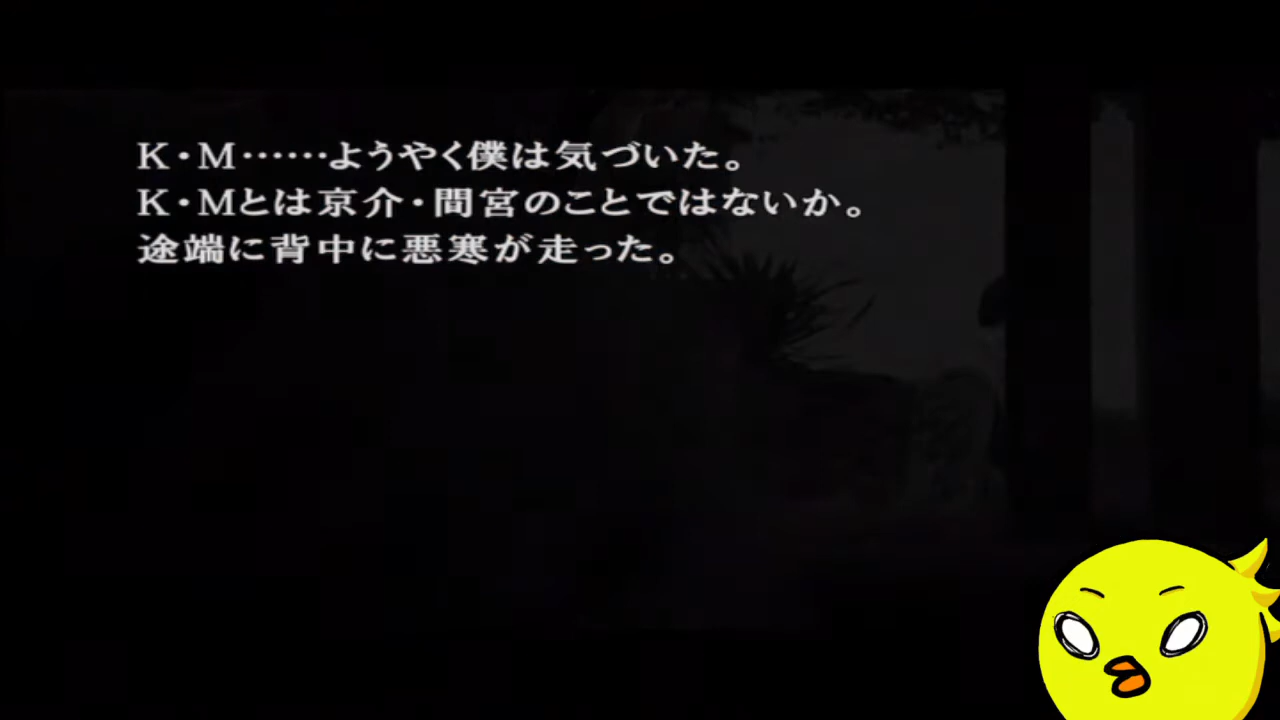 K・M……ようやく僕は気づいた。
K・Mとは京介・間宮のことではないか。
途端に背中に悪寒が走った。